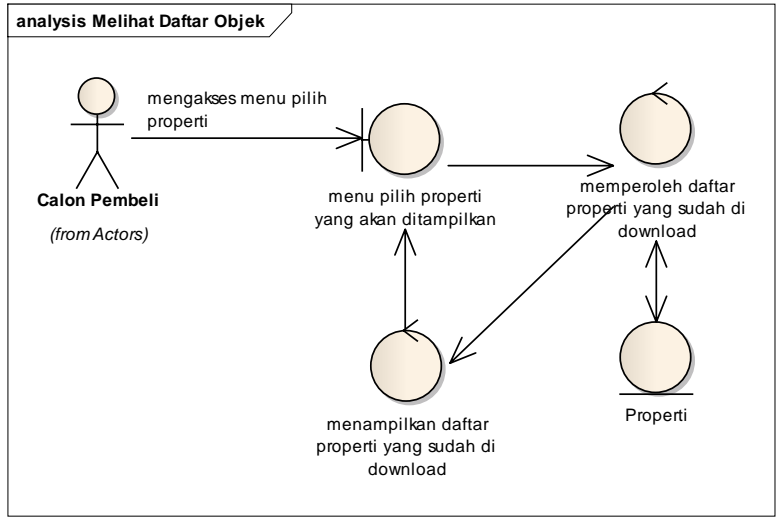 analysis Melihat Daftar Objek
mengakses menu pilih
properti
Calon Pembeli
(from Actors)
menu pilih properti
yang akan ditampilkan
memperoleh daftar
properti yang sudah di
download
menampilkan daftar
properti yang sudah di
download
Properti